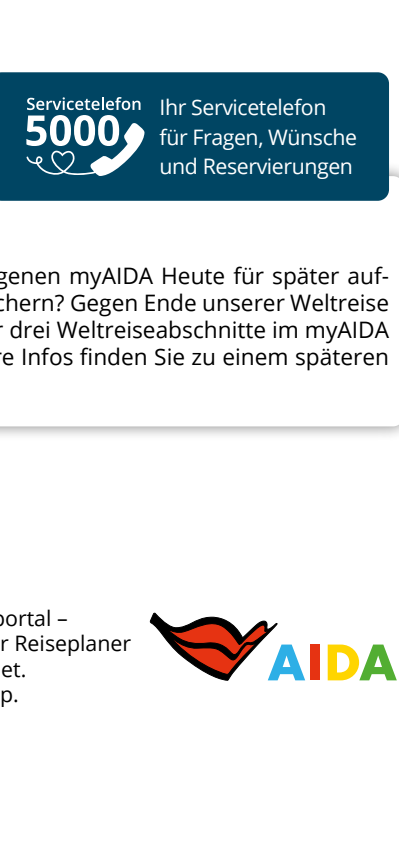 Servicetelefon
5000
Ihr Servicetelefon
für Fragen, Wünsche
und Reservierungen
genen myAIDA Heute für später auf-
chern? Gegen Ende unserer Weltreise
r drei Weltreiseabschnitte im myAIDA
re Infos finden Sie zu einem späteren
portal –
r Reiseplaner
et.
p.
AIDA